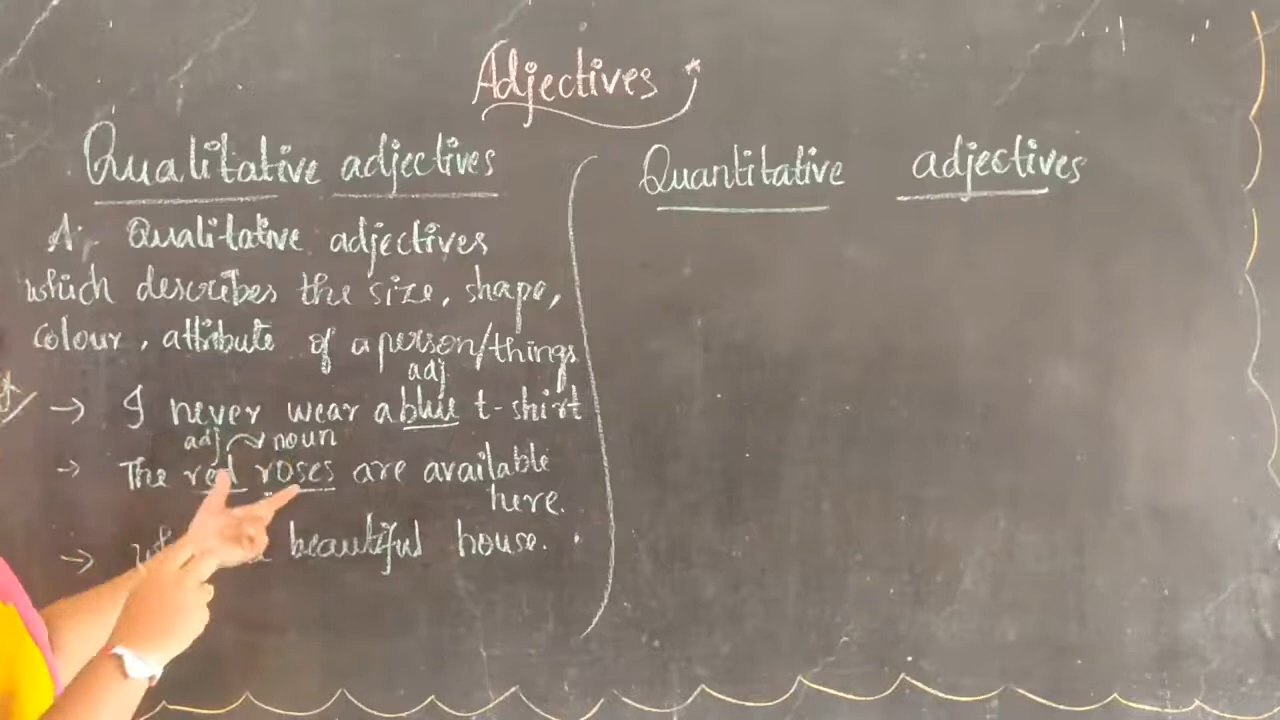 Adjectives
Qualitative adjectives
A, Qualitative adjectives
which describes the size, shape,
colour, attribute of a person/things
adj
→ I never wear a blue t-shirt
adj noun
→ The red roses are available
here.
→ beautiful house.
Quantitative adjectives